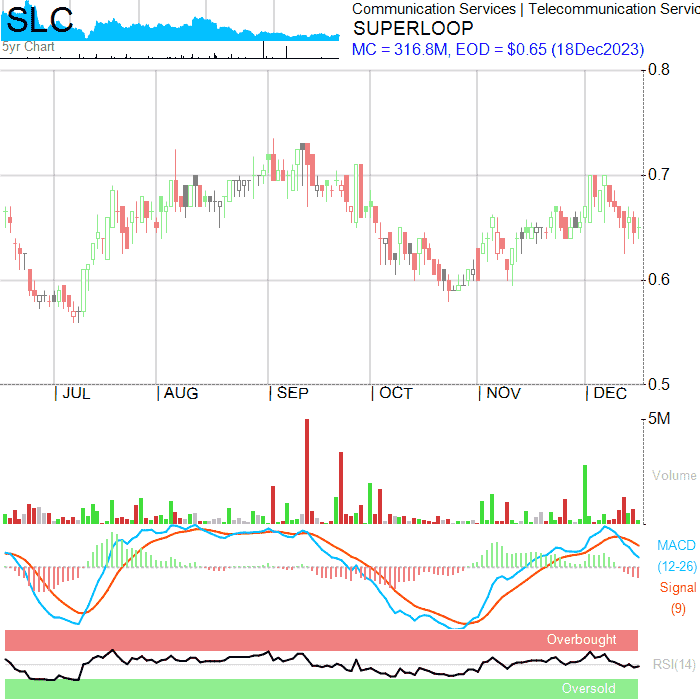 SLC
5yr Chart
Communication Services | Telecommunication Servic
SUPERLOOP
MC = 316.8M, EOD = $0.65 (18Dec2023)
0.8
0.7
0.6
0.5
| JUL | AUG | SEP | OCT | NOV | DEC
5M
Volume
MACD
(12-26)
Signal
(9)
Overbought
RSI(14)
Oversold